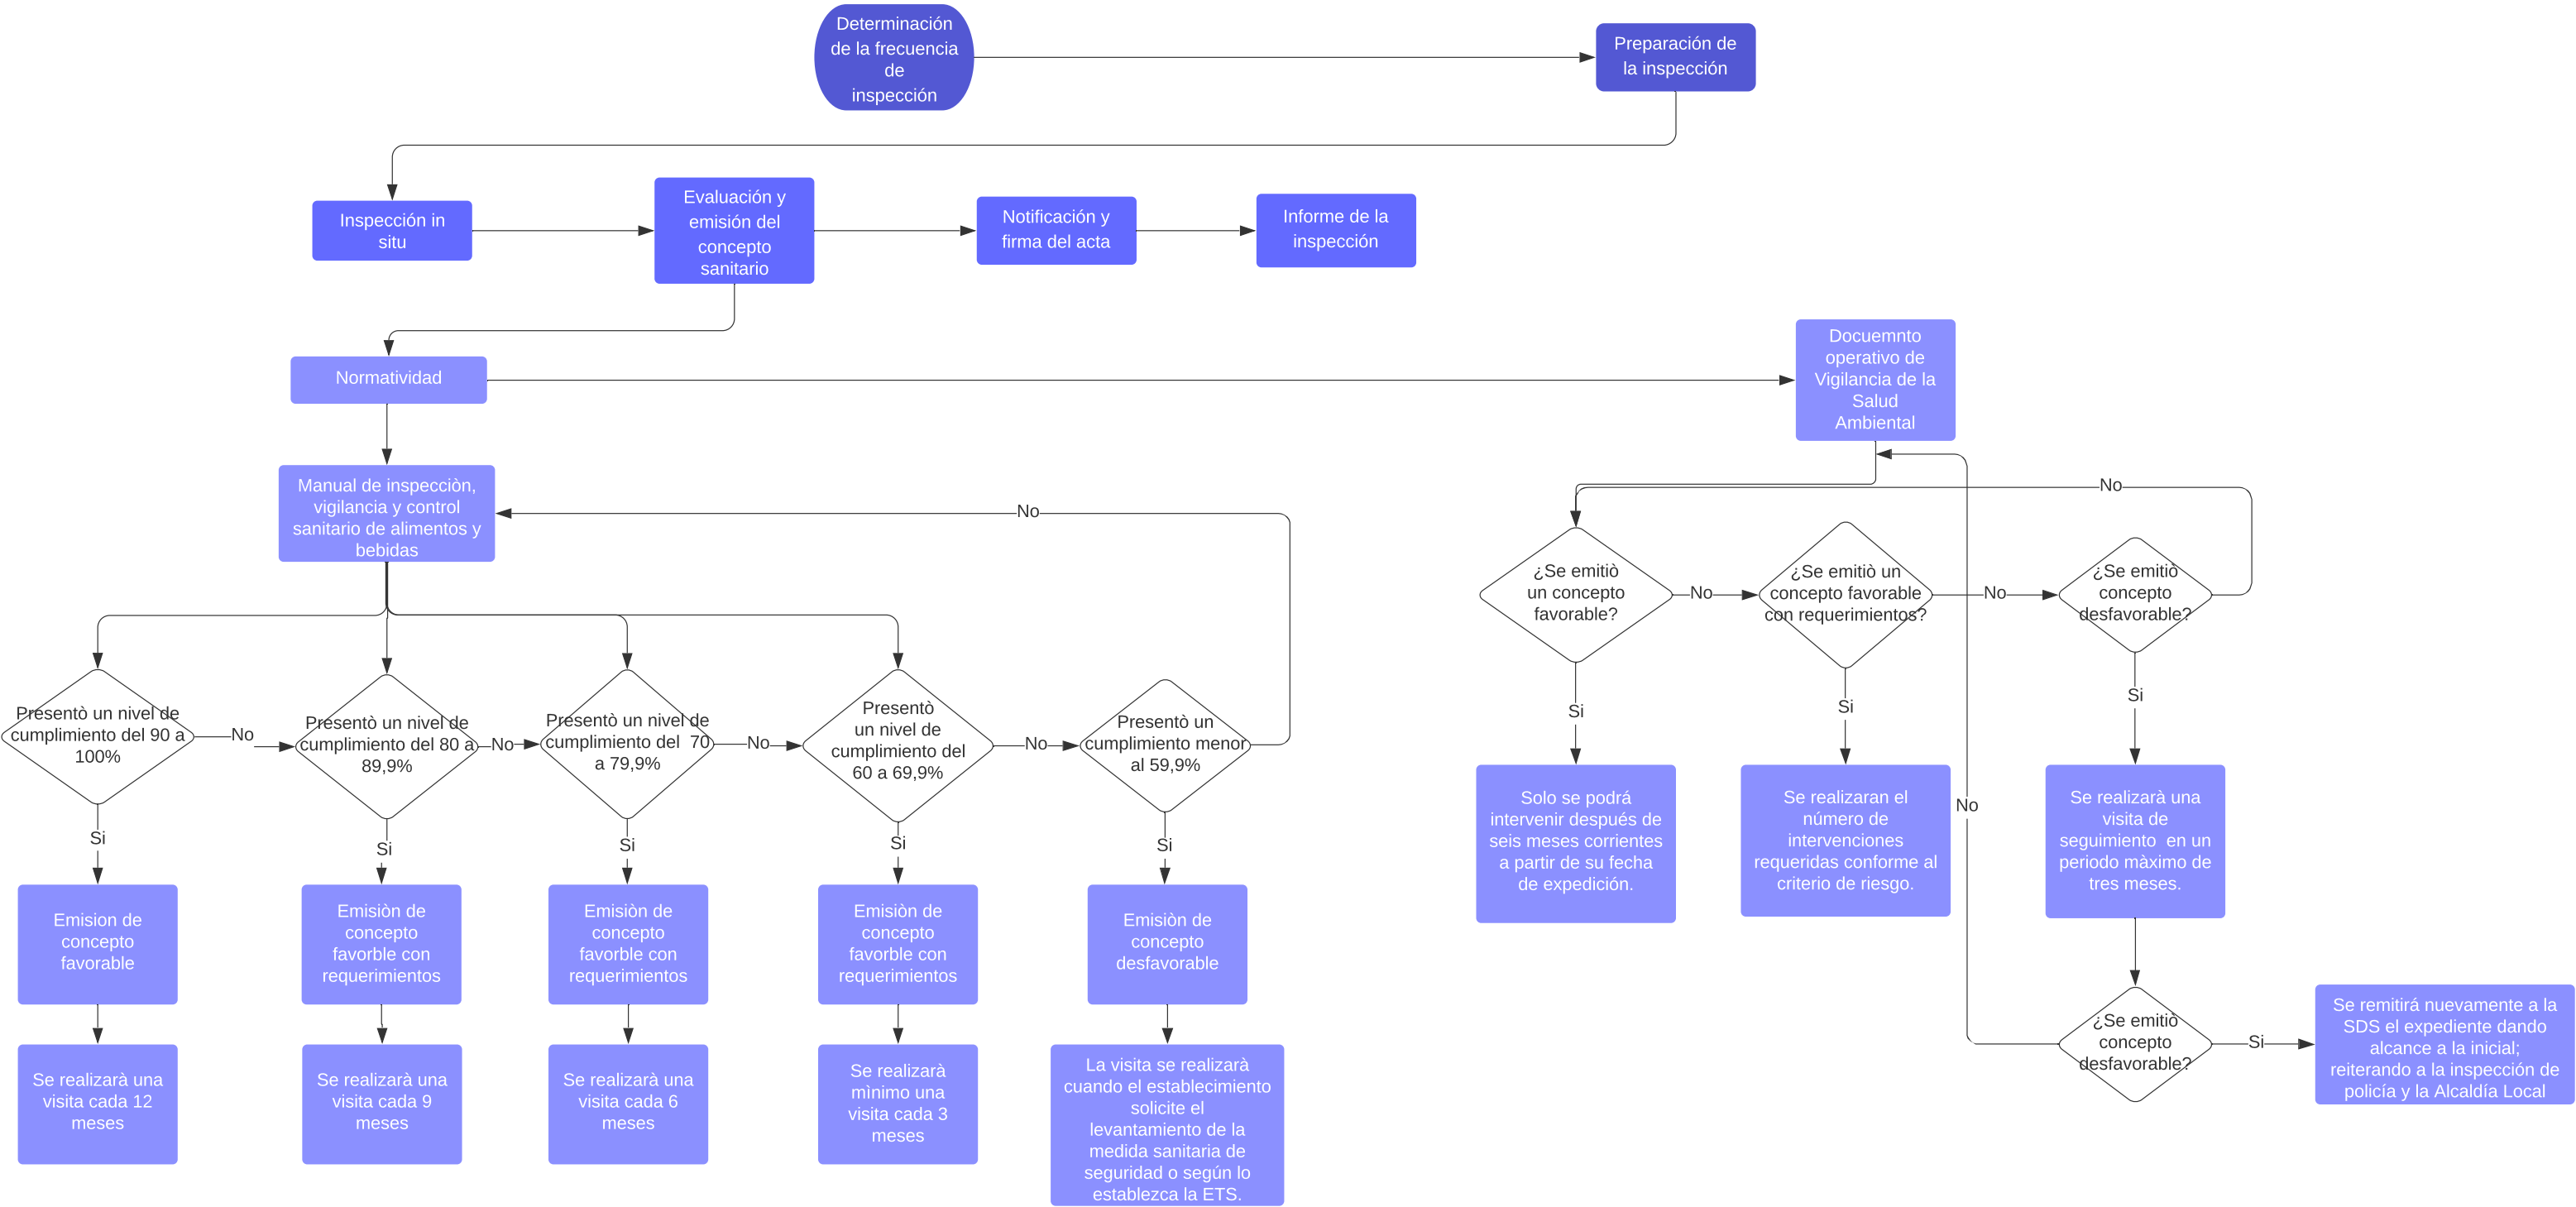 Determinación
de la frecuencia
de
inspección
Preparación de
la inspección
Inspección in
situ
Evaluación y
emisión del
concepto
sanitario
Notificación y
firma del acta
Informe de la
inspección
Normatividad
Docuemnto
operativo de
Vigilancia de la
Salud
Ambiental
Manual de inspecciòn,
vigilancia y control
sanitario de alimentos y
bebidas
No
No
¿Se emitiò
un concepto
favorable?
No
¿Se emitiò un
concepto favorable
con requerimientos?
No
¿Se emitiò
concepto
desfavorable?
Si
Si
Si
Presentò un nivel de
cumplimiento del 90 a
100%
No
Presentò un nivel de
cumplimiento del 80 a
89,9%
No
Presentò un nivel de
cumplimiento del  70
a 79,9%
No
Presentò
un nivel de
cumplimiento del
60 a 69,9%
No
Presentò un
cumplimiento menor
al 59,9%
Si
Si
Si
Si
Si
Solo se podrá
intervenir después de
seis meses corrientes
a partir de su fecha
de expedición.
Se realizaran el
número de
intervenciones
requeridas conforme al
criterio de riesgo.
No
Se realizarà una
visita de
seguimiento  en un
periodo màximo de
tres meses.
Emision de
concepto
favorable
Emisiòn de
concepto
favorble con
requerimientos
Emisiòn de
concepto
favorble con
requerimientos
Emisiòn de
concepto
favorble con
requerimientos
Emisiòn de
concepto
desfavorable
¿Se emitiò
concepto
desfavorable?
Si
Se remitirá nuevamente a la
SDS el expediente dando
alcance a la inicial;
reiterando a la inspección de
policía y la Alcaldía Local
Se realizarà una
visita cada 12
meses
Se realizarà una
visita cada 9
meses
Se realizarà una
visita cada 6
meses
Se realizarà
mìnimo una
visita cada 3
meses
La visita se realizarà
cuando el establecimiento
solicite el
levantamiento de la
medida sanitaria de
seguridad o según lo
establezca la ETS.